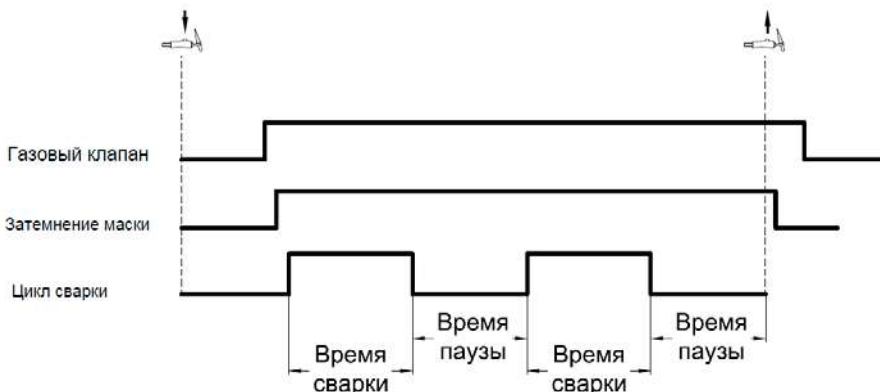 Газовый клапан
Затемнение маски
Цикл сварки
Время
сварки
Время
паузы
Время
сварки
Время
паузы